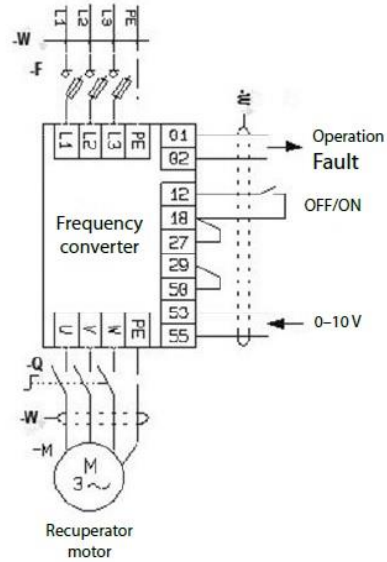 L1 L2 L3 PE
-W
-F
-W
L1 L2 L3 PE
01
02
Operation
Fault
12
18
27
29
50
53
55
OFF/ON
Frequency
converter
0–10 V
U V W PE
-Q
-W
-M
M
3~
Recuperator
motor